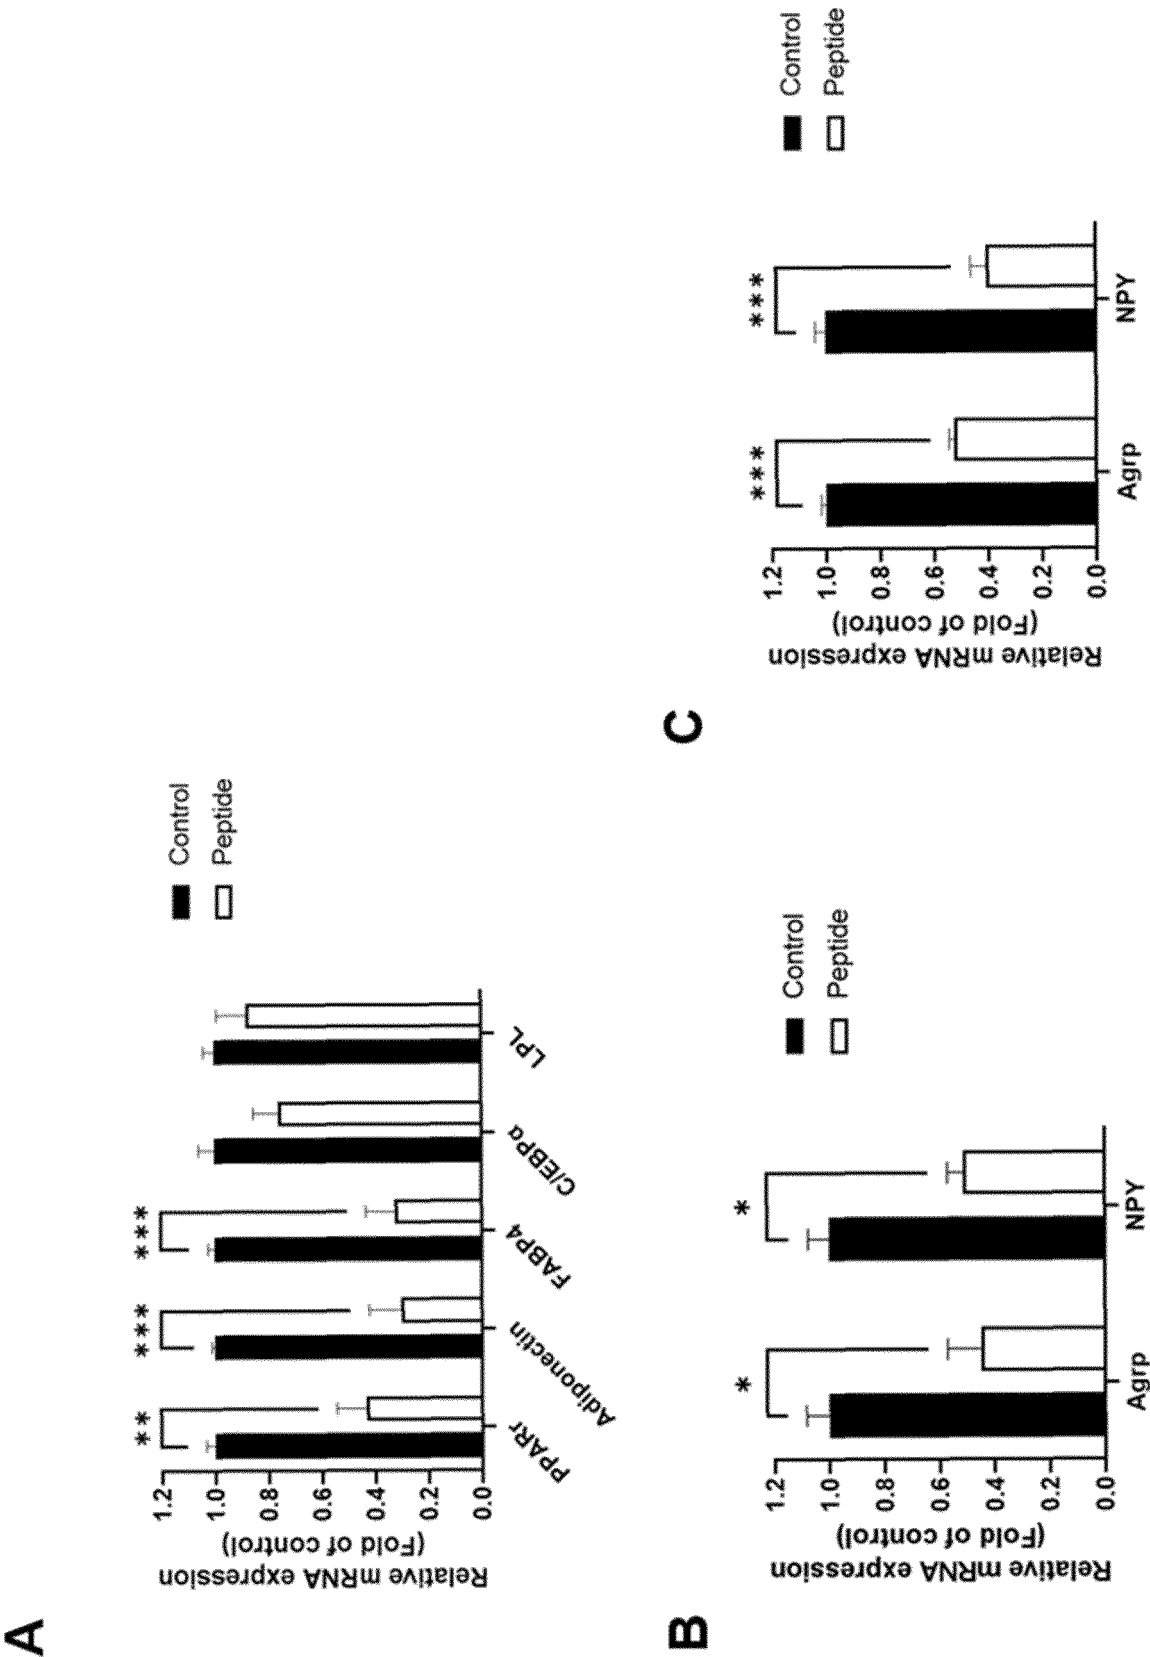 A
Relative mRNA expression
(Fold of control)
1.2
1.0
0.8
0.6
0.4
0.2
0.0
** *** ***
PPARr Adiponectin FABP4 C/EBPα LPL
Control
Peptide
B
Relative mRNA expression
(Fold of control)
1.2
1.0
0.8
0.6
0.4
0.2
0.0
* *
Agrp NPY
Control
Peptide
C
Relative mRNA expression
(Fold of control)
1.2
1.0
0.8
0.6
0.4
0.2
0.0
*** ***
Agrp NPY
Control
Peptide